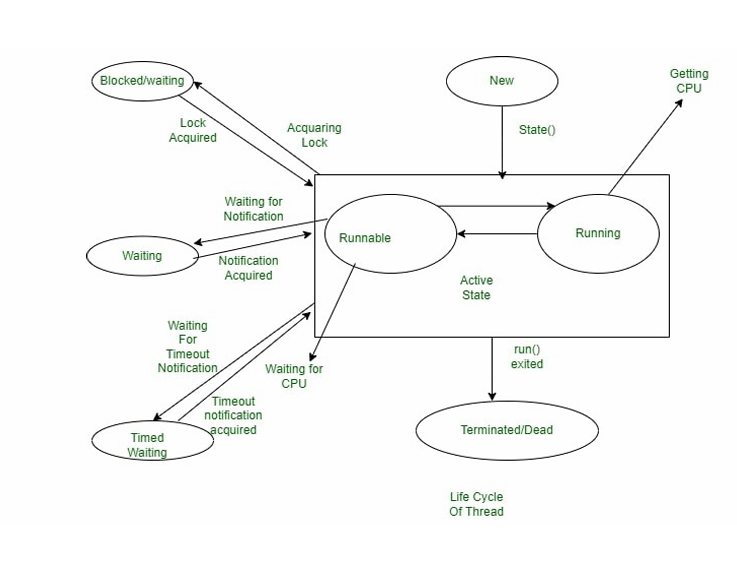 Blocked/waiting
New
Getting
CPU
State()
Lock
Acquired
Acquaring
Lock
Waiting for
Notification
Runnable
Running
Waiting
Notification
Acquired
Active
State
Waiting
For
Timeout
Notification
Waiting for
CPU
run()
exited
Timeout
notification
acquired
Timed
Waiting
Terminated/Dead
Life Cycle
Of Thread